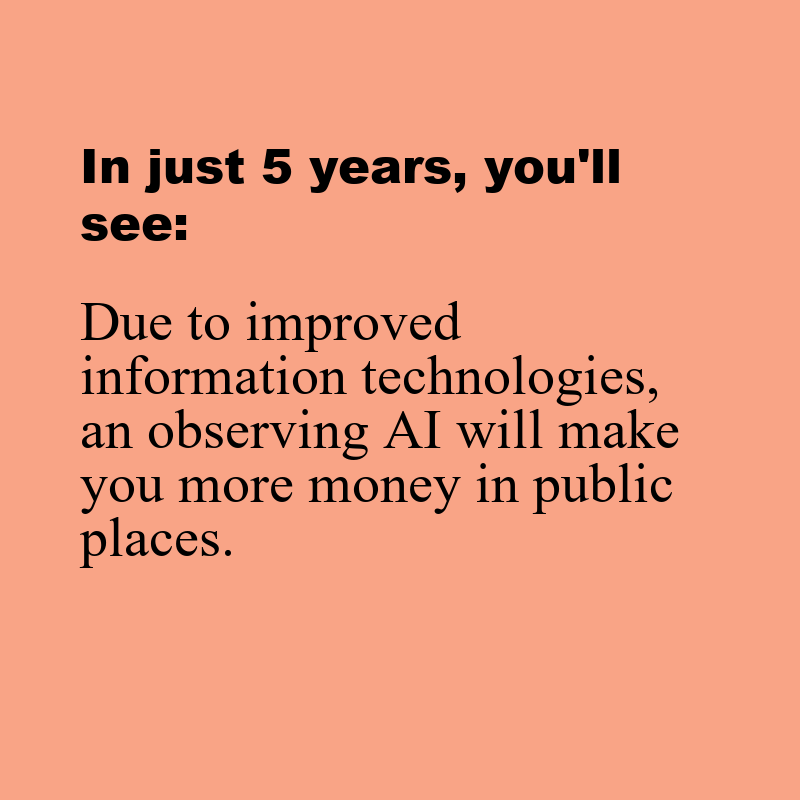 In just 5 years, you'll
see:
Due to improved
information technologies,
an observing AI will make
you more money in public
places.